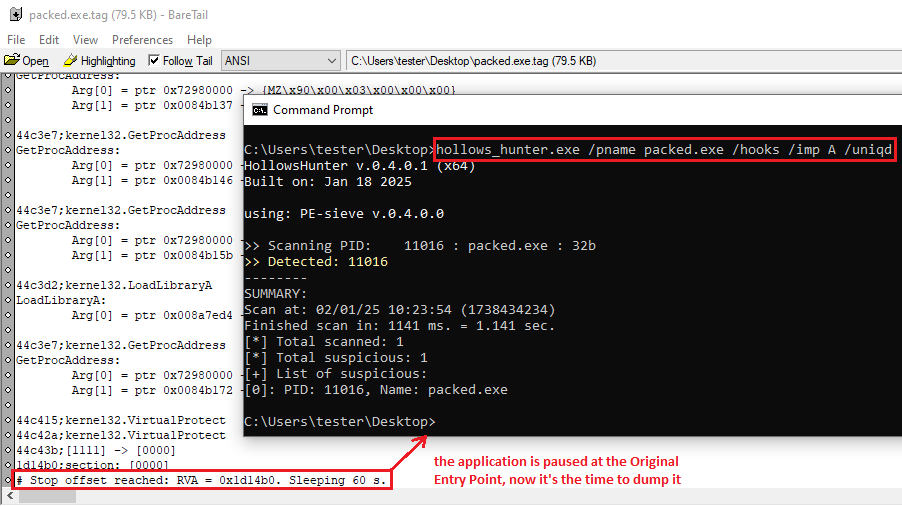 packed.exe.tag (79.5 KB) - BareTail
File Edit View Preferences Help
Open Highlighting Follow Tail ANSI C:\Users\tester\Desktop\packed.exe.tag (79.5 KB)
GetProcAddress:
Arg[0] = ptr 0x72980000 -> {MZ\x90\x00\x03\x00\x00\x00}
Arg[1] = ptr 0x0084b137 -
44c3e7;kernel32.GetProcAddress
GetProcAddress:
Arg[0] = ptr 0x72980000 -
Arg[1] = ptr 0x0084b146 -
44c3e7;kernel32.GetProcAddress
GetProcAddress:
Arg[0] = ptr 0x72980000 -
Arg[1] = ptr 0x0084b15b -
44c3d2;kernel32.LoadLibraryA
LoadLibraryA:
Arg[0] = ptr 0x008a7ed4 -
44c3e7;kernel32.GetProcAddress
GetProcAddress:
Arg[0] = ptr 0x72980000 -
Arg[1] = ptr 0x0084b172 -
44c415;kernel32.VirtualProtect
44c42a;kernel32.VirtualProtect
44c43b;[1111] -> [0000]
1d14b0;section: [0000]
# Stop offset reached: RVA = 0x1d14b0. Sleeping 60 s.
Command Prompt
C:\Users\tester\Desktop>hollows_hunter.exe /pname packed.exe /hooks /imp A /uniqd
HollowsHunter v.0.4.0.1 (x64)
Built on: Jan 18 2025
using: PE-sieve v.0.4.0.0
>> Scanning PID: 11016 : packed.exe : 32b
>> Detected: 11016
--------
SUMMARY:
Scan at: 02/01/25 10:23:54 (1738434234)
Finished scan in: 1141 ms. = 1.141 sec.
[*] Total scanned: 1
[*] Total suspicious: 1
[+] List of suspicious:
[0]: PID: 11016, Name: packed.exe
C:\Users\tester\Desktop>
the application is paused at the Original
Entry Point, now it's the time to dump it